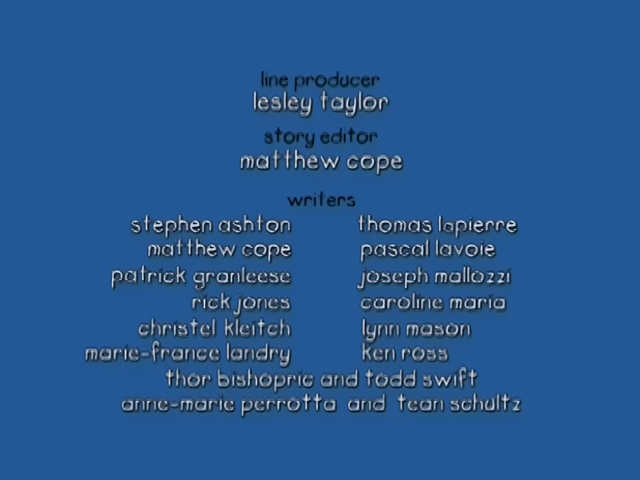 line producer
lesley taylor
story editor
matthew cope
writers
stephen ashton thomas lapierre
matthew cope pascal lavoie
patrick granleese joseph mallozzi
rick jones caroline maria
christel kleitch lynn mason
marie-france landry ken ross
thor bishopric and todd swift
anne-marie perrotta and tean schultz